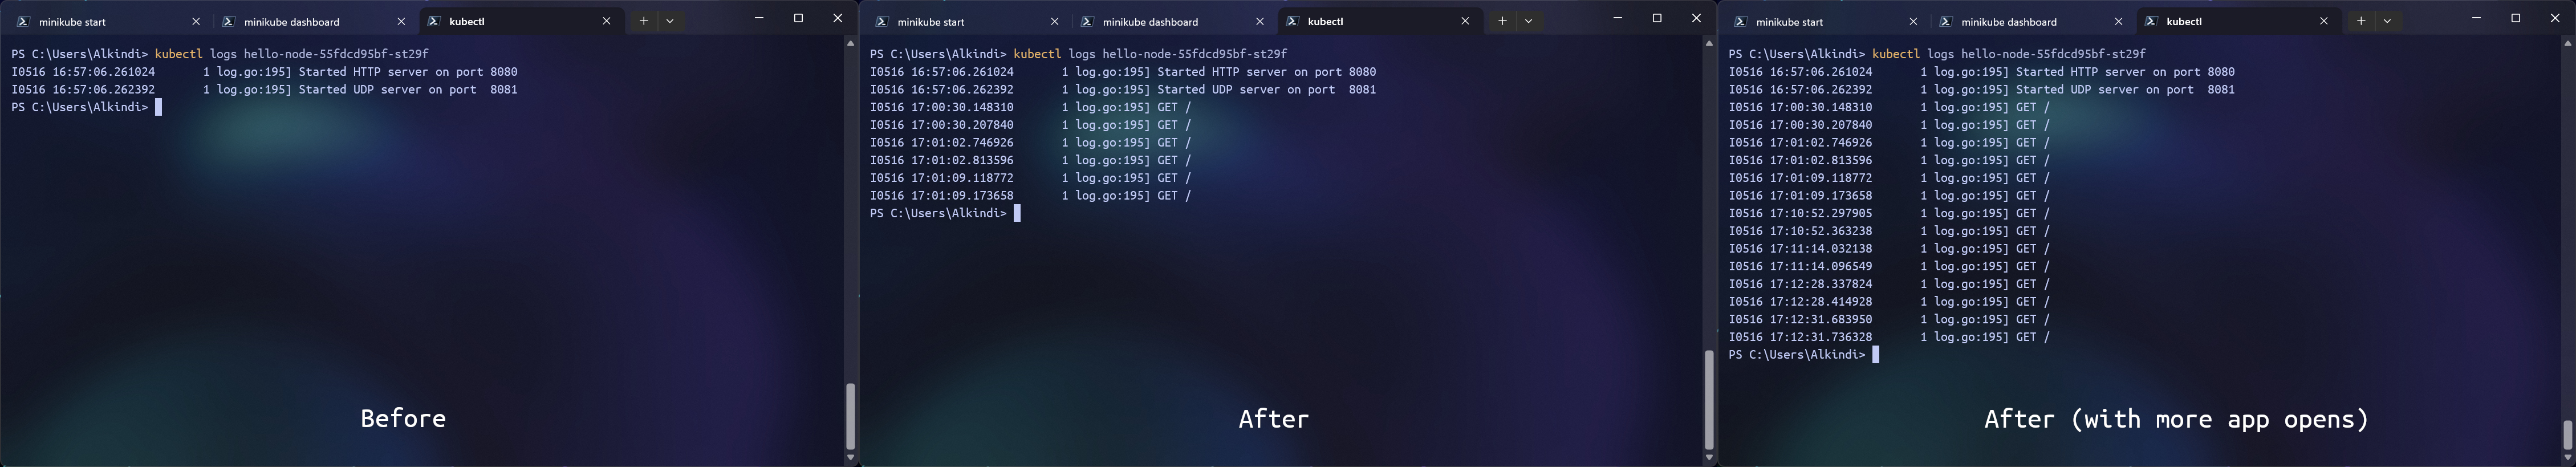 minikube start
minikube dashboard
kubectl
PS C:\Users\Alkindi> kubectl logs hello-node-55fdcd95bf-st29f
I0516 16:57:06.261024 1 log.go:195] Started HTTP server on port 8080
I0516 16:57:06.262392 1 log.go:195] Started UDP server on port 8081
PS C:\Users\Alkindi>
Before
minikube start
minikube dashboard
kubectl
PS C:\Users\Alkindi> kubectl logs hello-node-55fdcd95bf-st29f
I0516 16:57:06.261024 1 log.go:195] Started HTTP server on port 8080
I0516 16:57:06.262392 1 log.go:195] Started UDP server on port 8081
I0516 17:00:30.148310 1 log.go:195] GET /
I0516 17:00:30.207840 1 log.go:195] GET /
I0516 17:01:02.746926 1 log.go:195] GET /
I0516 17:01:02.813596 1 log.go:195] GET /
I0516 17:01:09.118772 1 log.go:195] GET /
I0516 17:01:09.173658 1 log.go:195] GET /
PS C:\Users\Alkindi>
After
minikube start
minikube dashboard
kubectl
PS C:\Users\Alkindi> kubectl logs hello-node-55fdcd95bf-st29f
I0516 16:57:06.261024 1 log.go:195] Started HTTP server on port 8080
I0516 16:57:06.262392 1 log.go:195] Started UDP server on port 8081
I0516 17:00:30.148310 1 log.go:195] GET /
I0516 17:00:30.207840 1 log.go:195] GET /
I0516 17:01:02.746926 1 log.go:195] GET /
I0516 17:01:02.813596 1 log.go:195] GET /
I0516 17:01:09.118772 1 log.go:195] GET /
I0516 17:01:09.173658 1 log.go:195] GET /
I0516 17:10:52.297905 1 log.go:195] GET /
I0516 17:10:52.363238 1 log.go:195] GET /
I0516 17:11:14.032138 1 log.go:195] GET /
I0516 17:11:14.096549 1 log.go:195] GET /
I0516 17:12:28.337824 1 log.go:195] GET /
I0516 17:12:28.414928 1 log.go:195] GET /
I0516 17:12:31.683950 1 log.go:195] GET /
I0516 17:12:31.736328 1 log.go:195] GET /
PS C:\Users\Alkindi>
After (with more app opens)